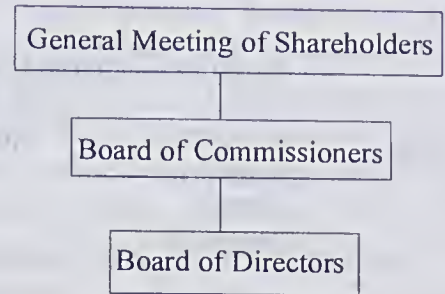 General Meeting of Shareholders
Board of Commissioners
Board of Directors